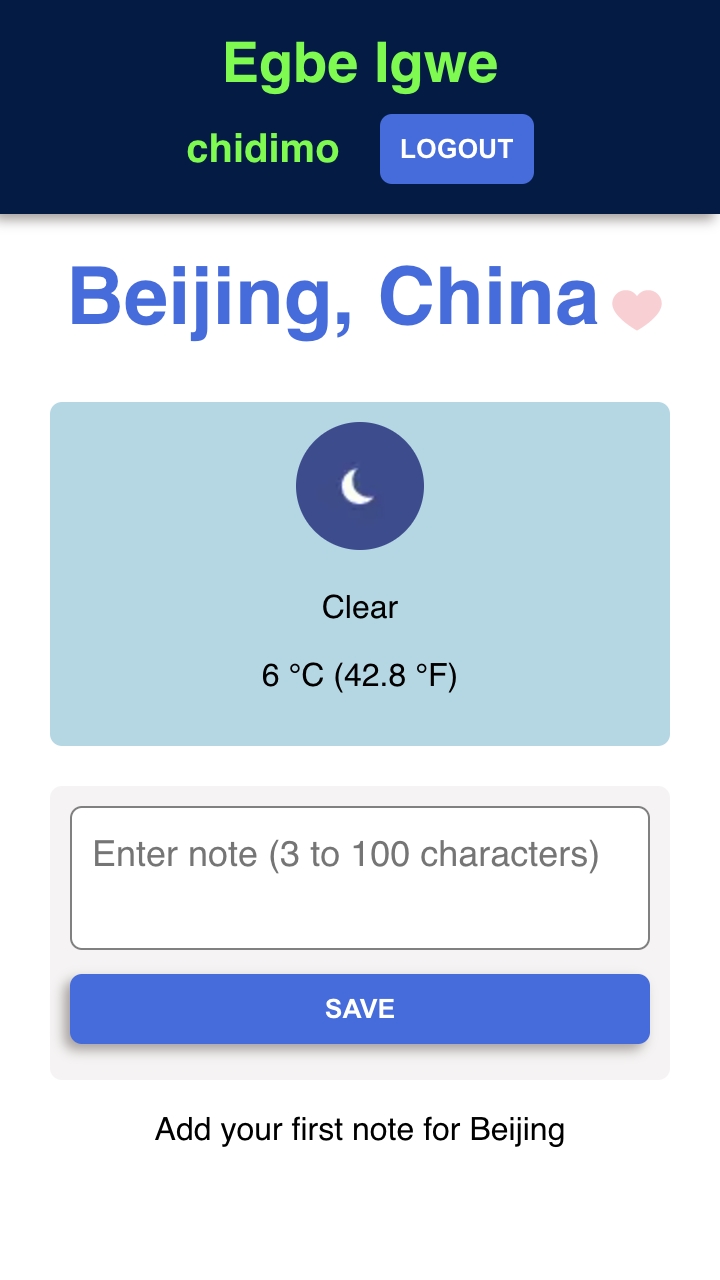 Egbe Igwe
chidimo
LOGOUT
Beijing, China
Clear
6 °C (42.8 °F)
Enter note (3 to 100 characters)
SAVE
Add your first note for Beijing